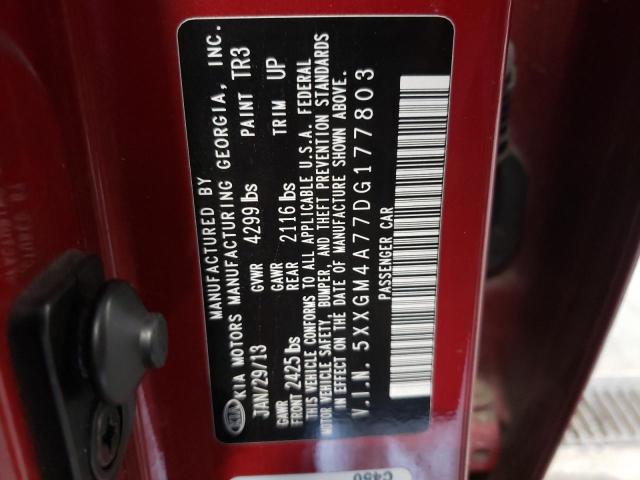 MANUFACTURED BY
KIA KIA MOTORS MANUFACTURING GEORGIA, INC.
JAN/29/13 GVWR 4299 lbs PAINT TR3
GAWR FRONT 2425 lbs GAWR REAR 2116 lbs TRIM UP
THIS VEHICLE CONFORMS TO ALL APPLICABLE U.S.A. FEDERAL
MOTOR VEHICLE SAFETY, BUMPER, AND THEFT PREVENTION STANDARDS
IN EFFECT ON THE DATE OF MANUFACTURE SHOWN ABOVE.
V.I.N. 5XXGM4A77DG177803
PASSENGER CAR
C450